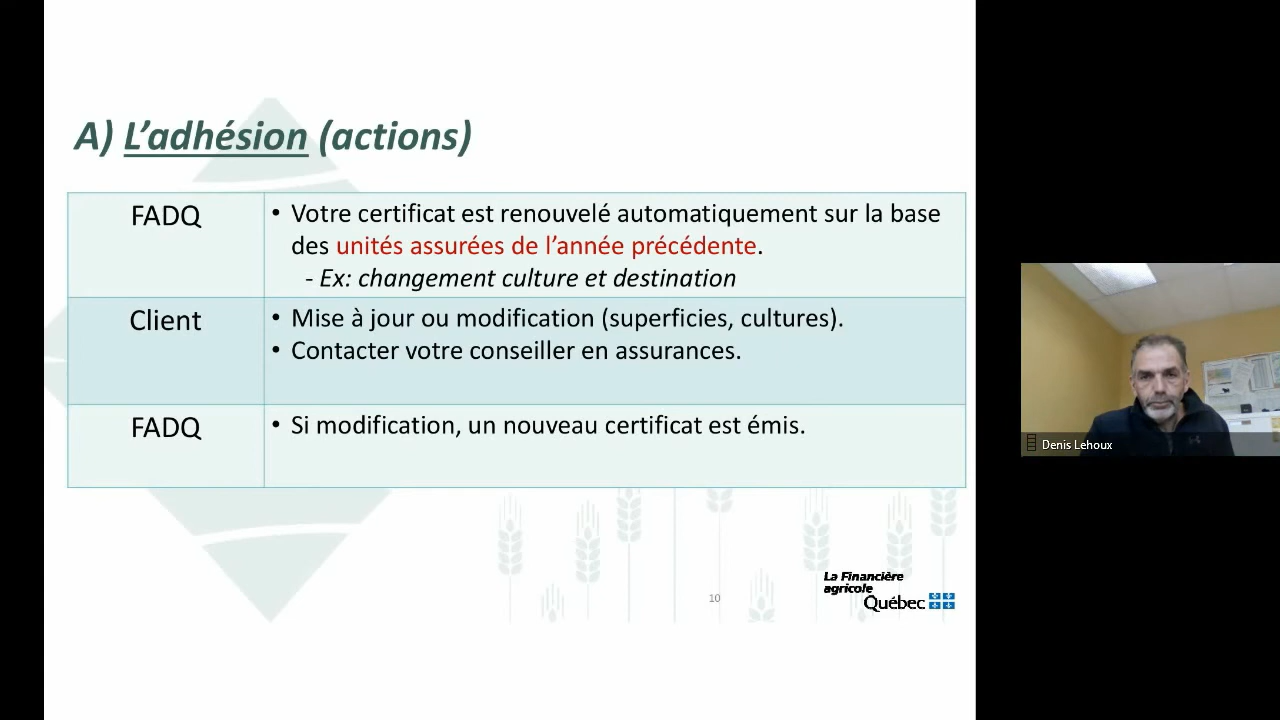 A) L’adhésion (actions)
FADQ
• Votre certificat est renouvelé automatiquement sur la base
des unités assurées de l’année précédente.
- Ex: changement culture et destination
Client
• Mise à jour ou modification (superficies, cultures).
• Contacter votre conseiller en assurances.
FADQ
• Si modification, un nouveau certificat est émis.
10
La Financière
agricole
Québec
Denis Lehoux